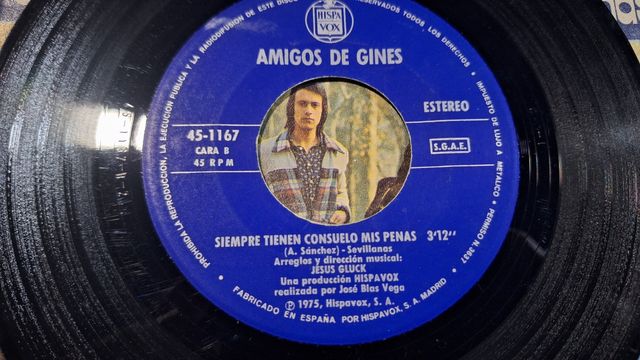 PROHIBIDA LA REPRODUCCION, LA EJECUCION PUBLICA Y LA RADIODIFUSION DE ESTE DISCO
RESERVADOS TODOS LOS DERECHOS
IMPUESTO DE LUJO A METALICO - PERMISO N. 3637
HISPA
VOX
AMIGOS DE GINES
45-1167
CARA B
45 RPM
ESTEREO
S.G.A.E.
SIEMPRE TIENEN CONSUELO MIS PENAS 3'12"
(A. Sánchez) - Sevillanas
Arreglos y dirección musical:
JESUS GLUCK
Una producción HISPAVOX
realizada por José Blas Vega
Ⓟ 1975, Hispavox, S. A.
FABRICADO EN ESPAÑA POR HISPAVOX, S. A. MADRID